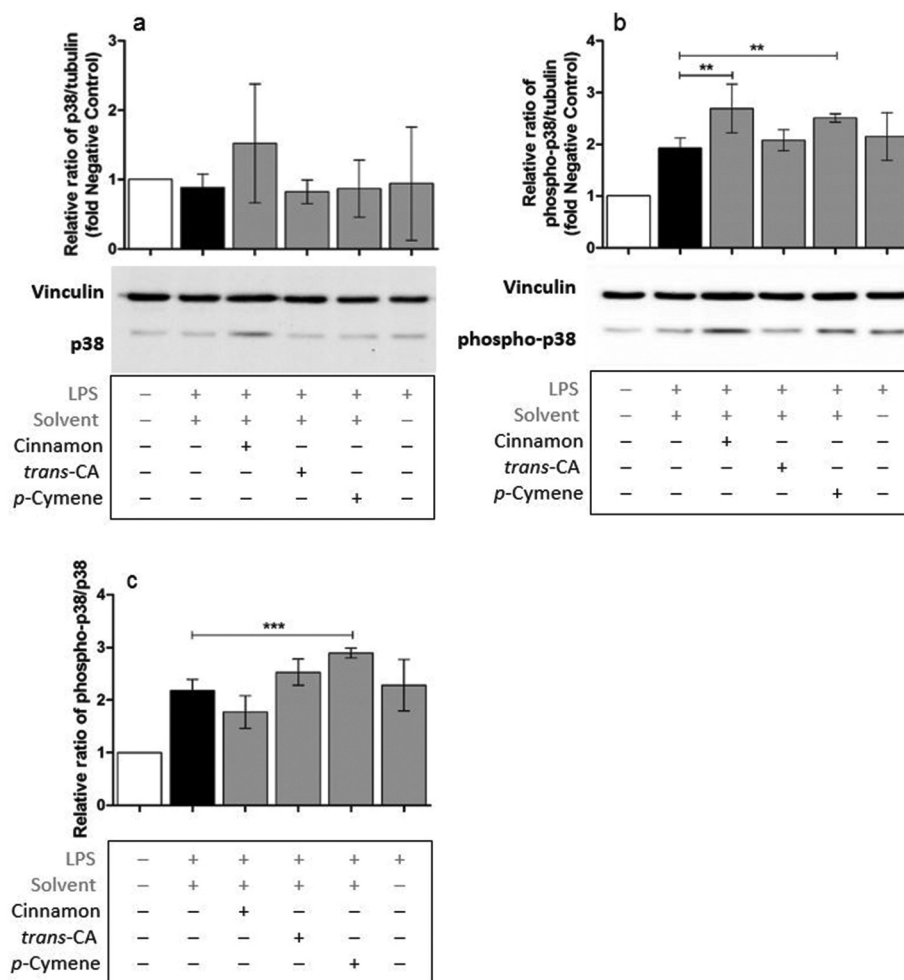 a
Relative ratio of p38/tubulin
(fold Negative Control)
3
2
1
0
Vinculin
p38
LPS – + + + + +
Solvent – + + + + –
Cinnamon – – + – – –
trans-CA – – – + – –
p-Cymene – – – – + –
b
Relative ratio of
phospho-p38/tubulin
(fold Negative Control)
4
3
2
1
0
**
**
Vinculin
phospho-p38
LPS – + + + + +
Solvent – + + + + –
Cinnamon – – + – – –
trans-CA – – – + – –
p-Cymene – – – – + –
c
Relative ratio of phospho-p38/p38
4
3
2
1
0
***
LPS – + + + + +
Solvent – + + + + –
Cinnamon – – + – – –
trans-CA – – – + – –
p-Cymene – – – – + –